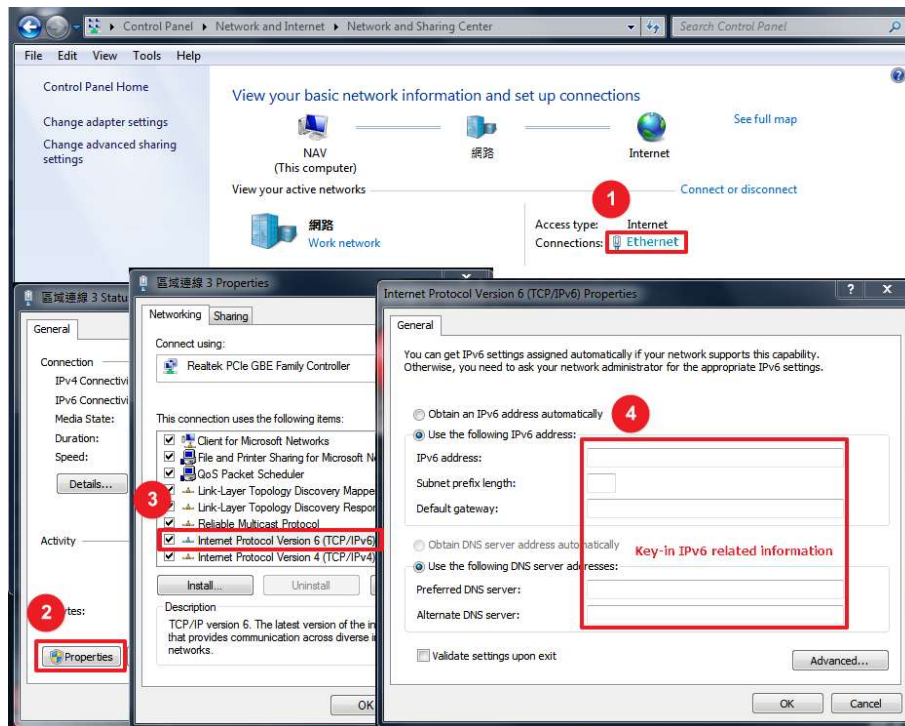 Control Panel ▸ Network and Internet ▸ Network and Sharing Center
Search Control Panel
File Edit View Tools Help
Control Panel Home
Change adapter settings
Change advanced sharing
settings
View your basic network information and set up connections
See full map
NAV
(This computer)
網路
Internet
View your active networks
Connect or disconnect
1
網路
Work network
Access type: Internet
Connections: Ethernet
區域連線 3 Statu
General
Connection
IPv4 Connectivi
IPv6 Connectivi
Media State:
Duration:
Speed:
Details...
Activity
2
ytes:
Properties
區域連線 3 Properties
Networking Sharing
Connect using:
Realtek PCIe GBE Family Controller
This connection uses the following items:
Client for Microsoft Networks
File and Printer Sharing for Microsoft N
QoS Packet Scheduler
Link-Layer Topology Discovery Mappe
3
Link-Layer Topology Discovery Respor
Reliable Multicast Protocol
Internet Protocol Version 6 (TCP/IPv6)
Internet Protocol Version 4 (TCP/IPv4)
Install... Uninstall
Description
TCP/IP version 6. The latest version of the in
that provides communication across diverse i
networks.
OK
Internet Protocol Version 6 (TCP/IPv6) Properties
General
You can get IPv6 settings assigned automatically if your network supports this capability.
Otherwise, you need to ask your network administrator for the appropriate IPv6 settings.
Obtain an IPv6 address automatically
4
Use the following IPv6 address:
IPv6 address:
Subnet prefix length:
Default gateway:
Obtain DNS server address automatically
Key-in IPv6 related information
Use the following DNS server addresses:
Preferred DNS server:
Alternate DNS server:
Validate settings upon exit
Advanced...
OK Cancel